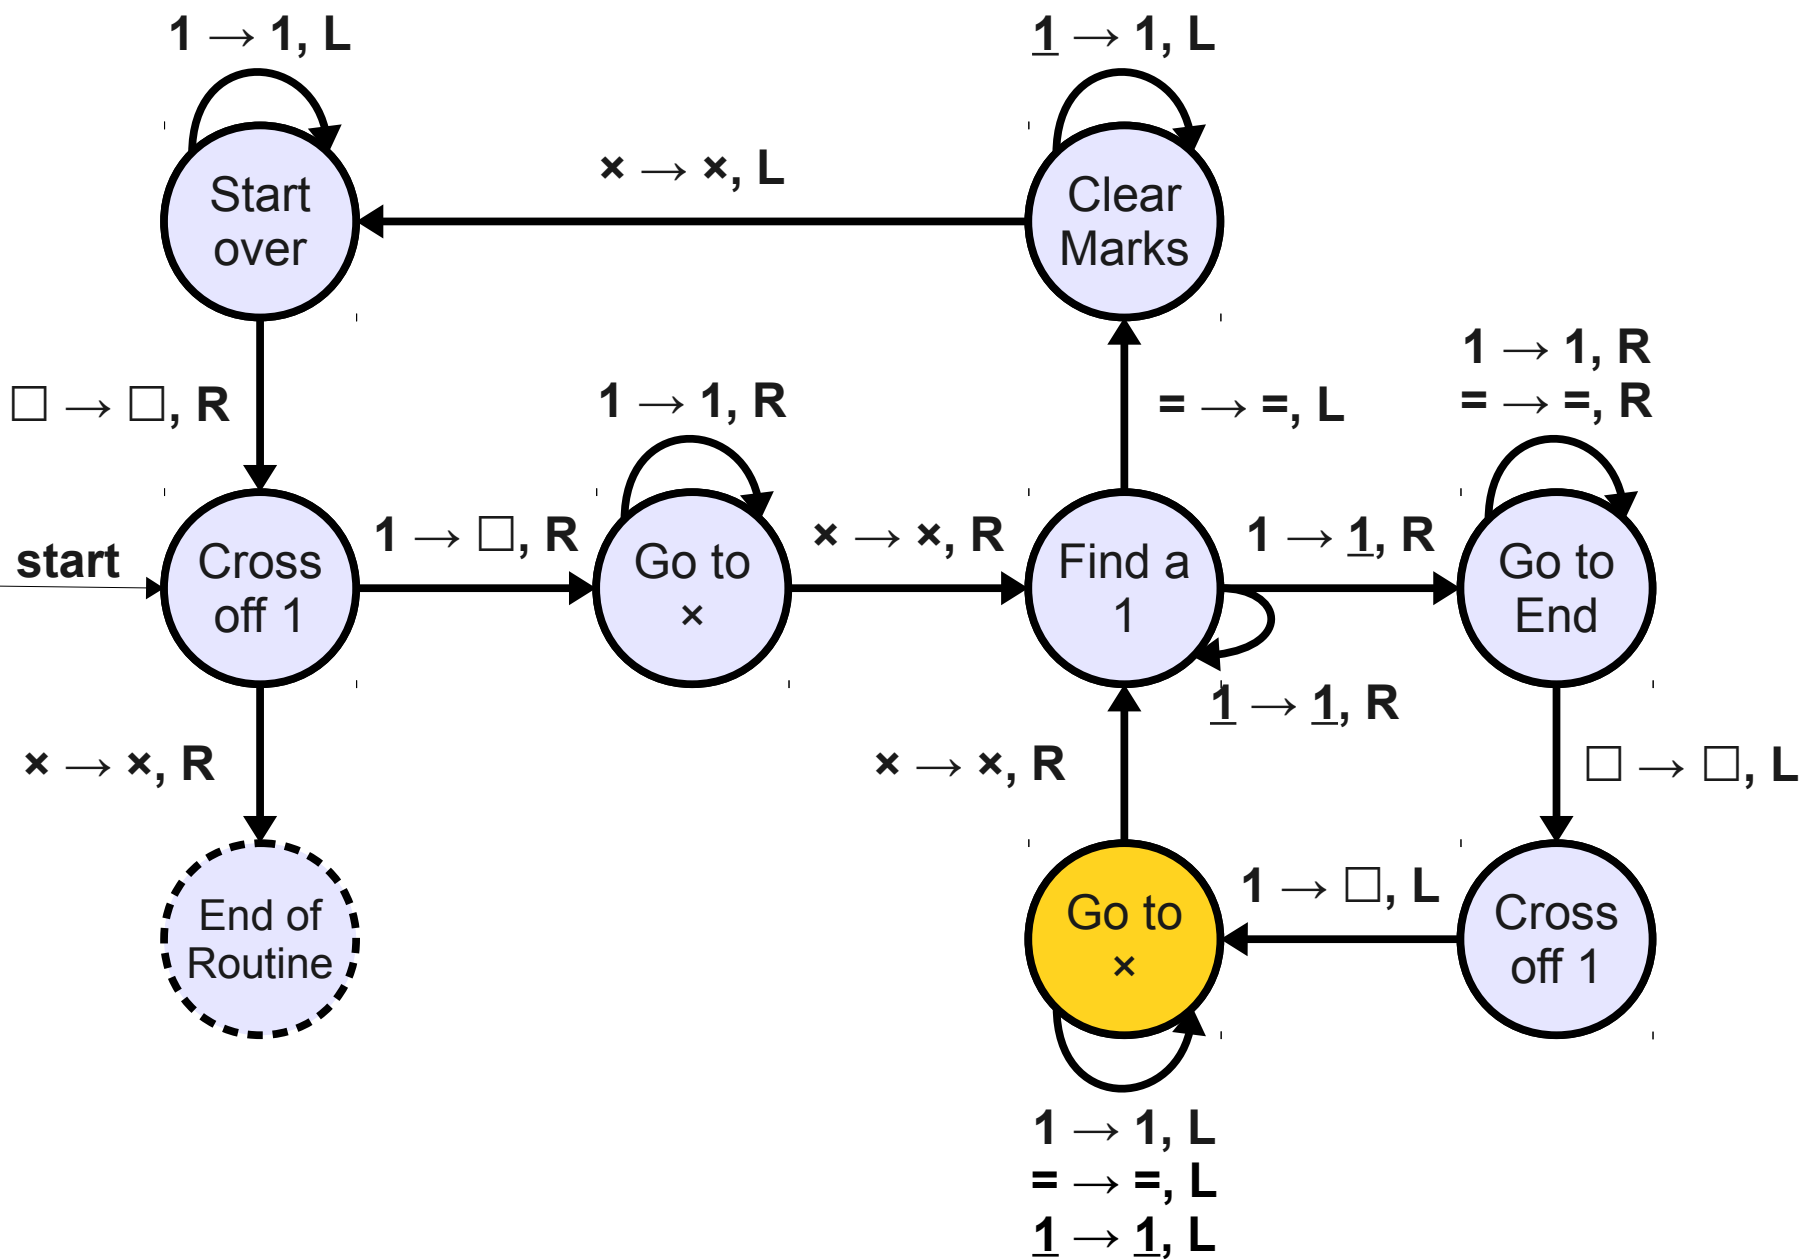 1 → 1, L
1 → 1, L
Start
over
× → ×, L
Clear
Marks
□ → □, R
1 → 1, R
= → =, L
1 → 1, R
= → =, R
start
Cross
off 1
1 → □, R
Go to
×
× → ×, R
Find a
1
1 → 1, R
Go to
End
1 → 1, R
× → ×, R
× → ×, R
□ → □, L
End of
Routine
Go to
×
1 → □, L
Cross
off 1
1 → 1, L
= → =, L
1 → 1, L